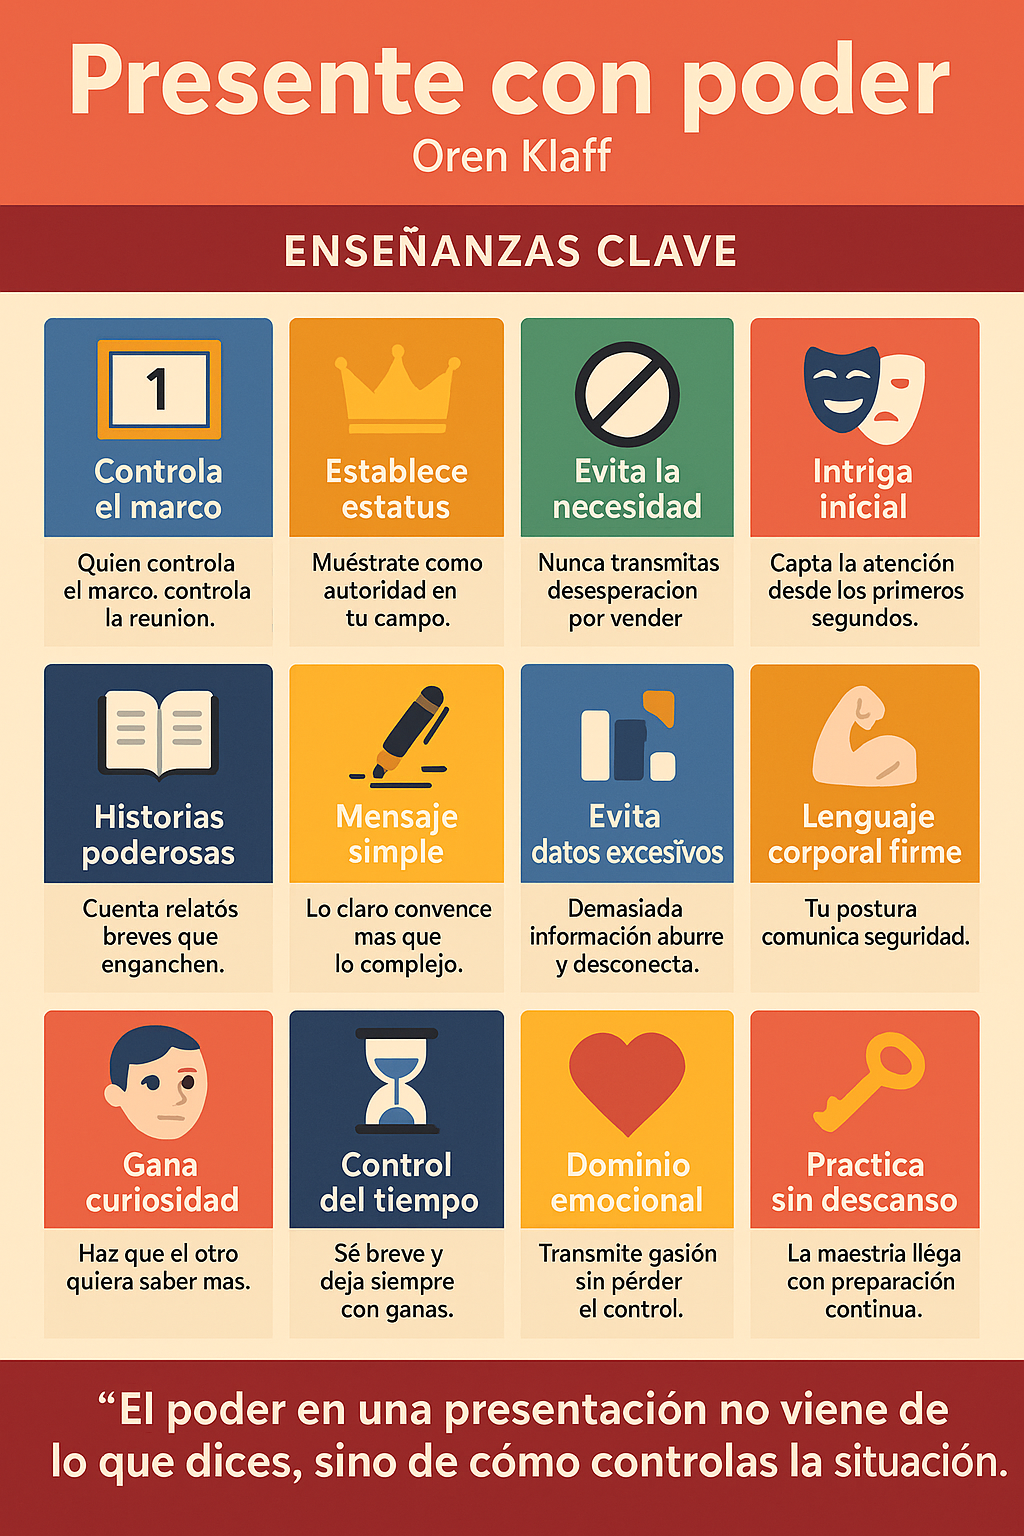 Presente con poder
Oren Klaff
ENSEÑANZAS CLAVE
1
Controla
el marco
Quien controla
el marco. controla
la reunion.
Establece
estatus
Muéstrate como
autoridad en
tu campo.
Evita la
necesidad
Nunca transmitas
desesperacion
por vender
Intriga
inícial
Capta la atención
desde los primeros
segundos.
Historias
poderosas
Cuenta relatós
breves que
enganchen.
Mensaje
simple
Lo claro convence
mas que
lo complejo.
Evita
datos excesĭvos
Demasiada
información aburre
y desconecta.
Lenguaje
corporal firme
Tu postura
comunica seguridad.
Gana
curiosidad
Haz que el otro
quiera saber mas.
Control
del tiempo
Sé breve y
deja siempre
con ganas.
Dominio
emocional
Transmite gasión
sin pérder
el control.
Practica
sin descanso
La maestria lléga
con preparación
continua.
“El poder en una presentación no viene de
lo que dices, sino de cómo controlas la situación.